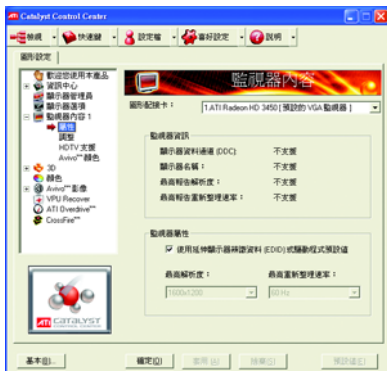 Catalyst Control Center
檢視
快速鍵
設定檔
喜好設定
說明
圖形設定
歡迎您使用本產品
資訊中心
顯示器管理員
顯示器選項
監視器內容 1
屬性
調整
HDTV 支援
Avivo™ 顏色
3D
顏色
Avivo™ 影像
VPU Recover
ATI Overdrive™
CrossFire™
監視器內容
圖形配接卡：
1.ATI Radeon HD 3450 [ 預設的 VGA 監視器 ]
監視器資訊
顯示器資料通道 (DDC): 不支援
顯示器名稱： 不支援
最高報告解析度： 不支援
最高報告重新整理速率： 不支援
監視器屬性
使用延伸顯示器辨識資料 (EDID) 或驅動程式預設值
最高解析度： 最高重新整理速率：
1600x1200 60 Hz
ATI CATALYST
CONTROL CENTER
基本(B)... 確定(O) 套用(A) 捨棄(S) 預設值(E)